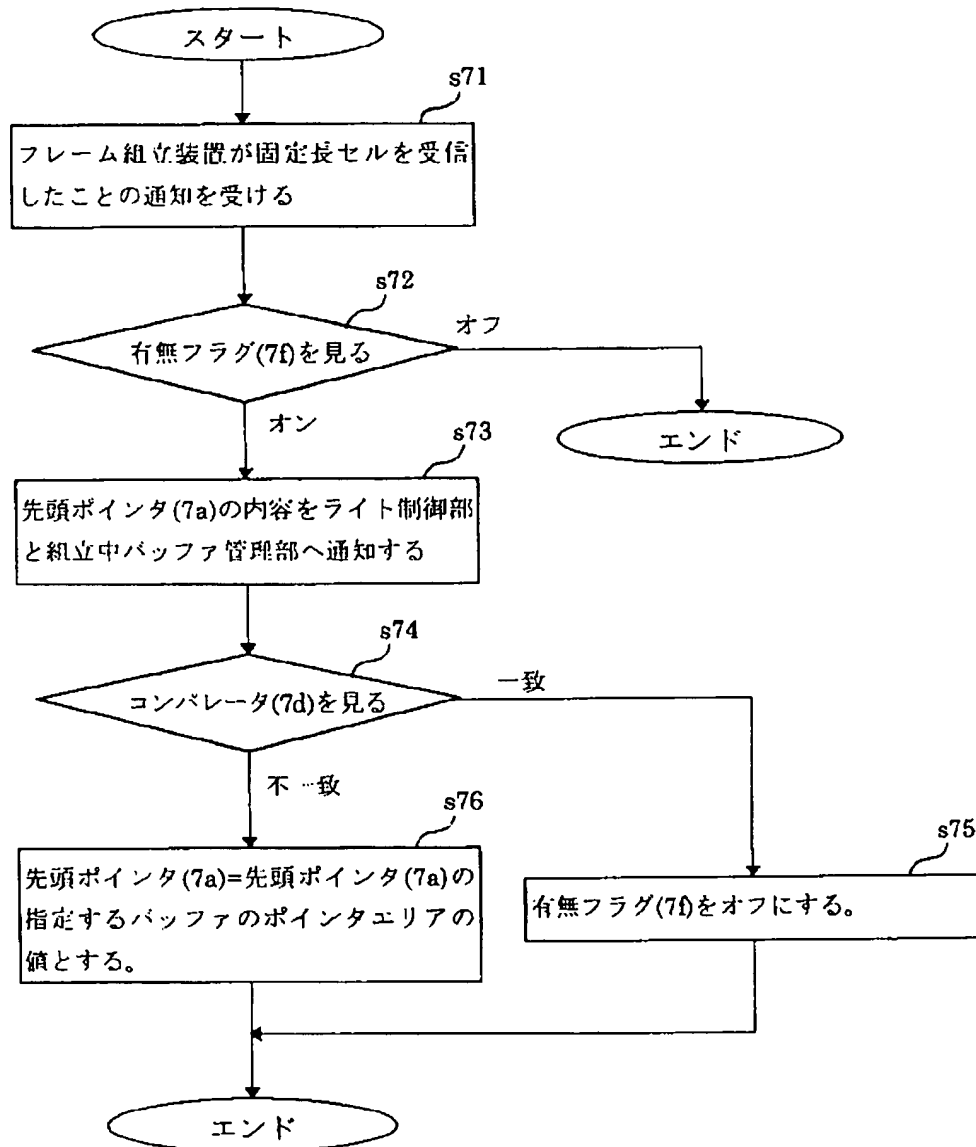 スタート
s71
フレーム組立装置が固定長セルを受信
したことの通知を受ける
s72
有無フラグ(7f)を見る
オフ
エンド
オン
s73
先頭ポインタ(7a)の内容をライト制御部
と組立中バッファ管理部へ通知する
s74
コンパレータ(7d)を見る
一致
不一致
s76
先頭ポインタ(7a)=先頭ポインタ(7a)の
指定するバッファのポインタエリアの
値とする。
s75
有無フラグ(7f)をオフにする。
エンド